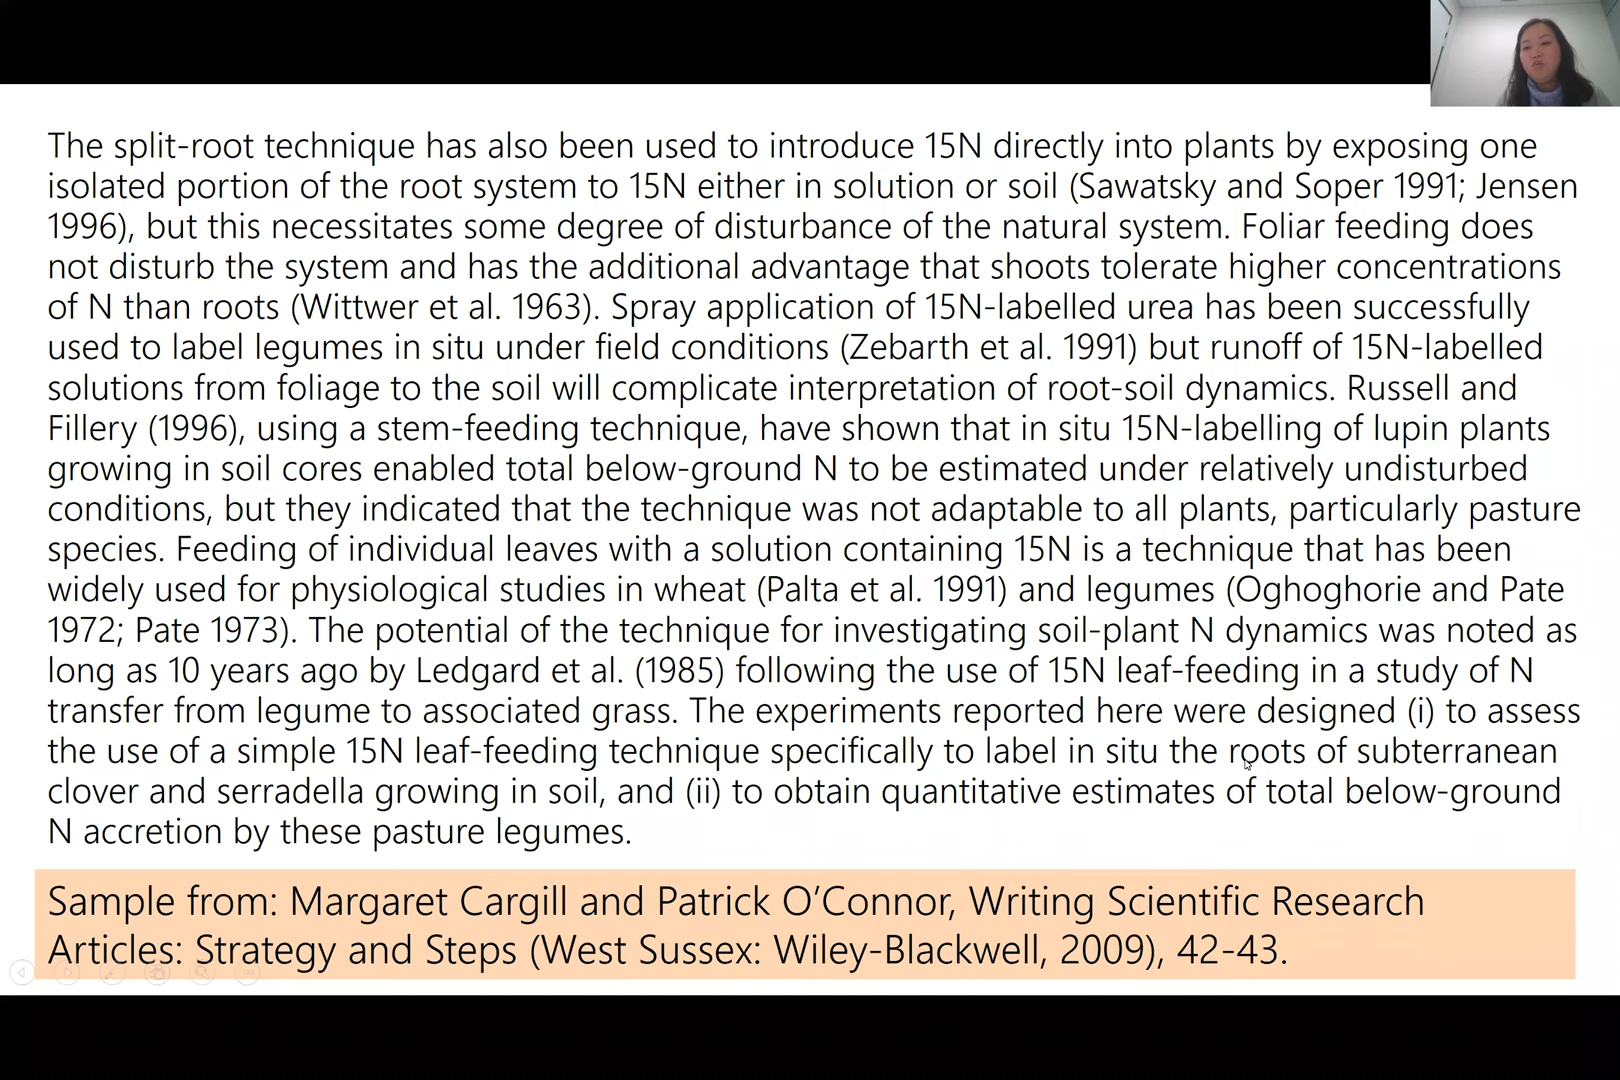 The split-root technique has also been used to introduce 15N directly into plants by exposing one
isolated portion of the root system to 15N either in solution or soil (Sawatsky and Soper 1991; Jensen
1996), but this necessitates some degree of disturbance of the natural system. Foliar feeding does
not disturb the system and has the additional advantage that shoots tolerate higher concentrations
of N than roots (Wittwer et al. 1963). Spray application of 15N-labelled urea has been successfully
used to label legumes in situ under field conditions (Zebarth et al. 1991) but runoff of 15N-labelled
solutions from foliage to the soil will complicate interpretation of root-soil dynamics. Russell and
Fillery (1996), using a stem-feeding technique, have shown that in situ 15N-labelling of lupin plants
growing in soil cores enabled total below-ground N to be estimated under relatively undisturbed
conditions, but they indicated that the technique was not adaptable to all plants, particularly pasture
species. Feeding of individual leaves with a solution containing 15N is a technique that has been
widely used for physiological studies in wheat (Palta et al. 1991) and legumes (Oghoghorie and Pate
1972; Pate 1973). The potential of the technique for investigating soil-plant N dynamics was noted as
long as 10 years ago by Ledgard et al. (1985) following the use of 15N leaf-feeding in a study of N
transfer from legume to associated grass. The experiments reported here were designed (i) to assess
the use of a simple 15N leaf-feeding technique specifically to label in situ the roots of subterranean
clover and serradella growing in soil, and (ii) to obtain quantitative estimates of total below-ground
N accretion by these pasture legumes.
Sample from: Margaret Cargill and Patrick O’Connor, Writing Scientific Research
Articles: Strategy and Steps (West Sussex: Wiley-Blackwell, 2009), 42-43.